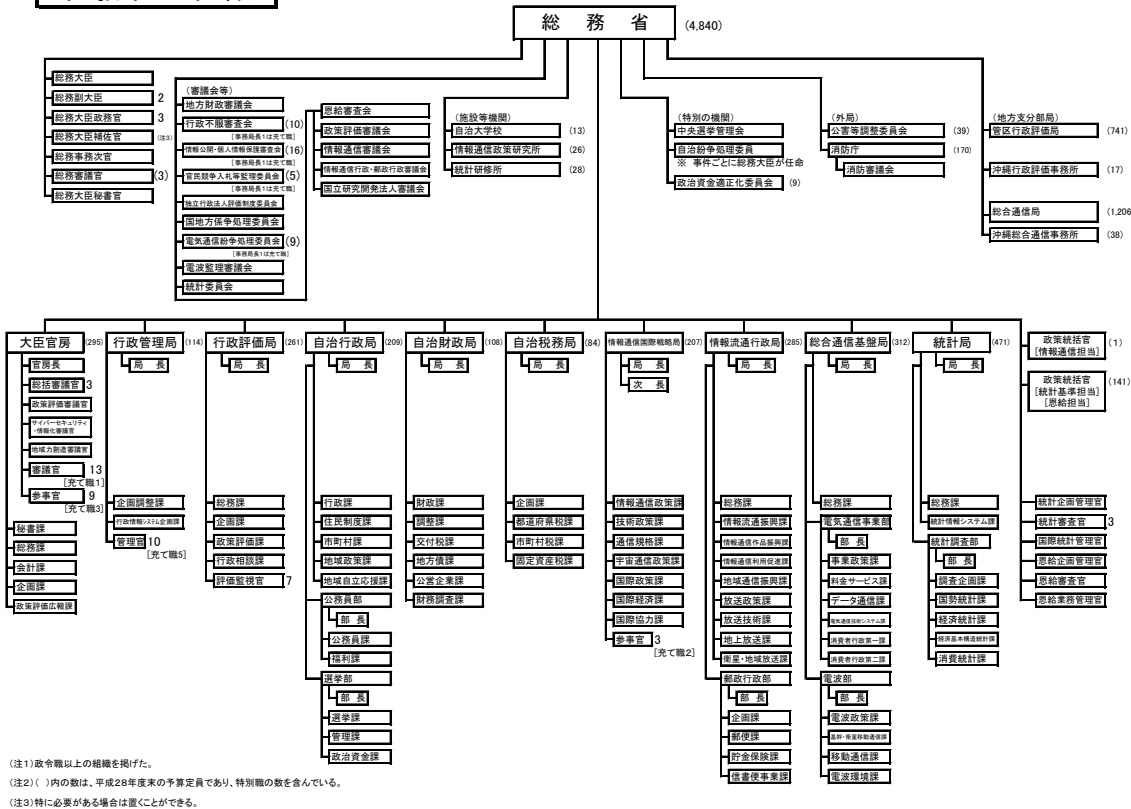 総務省 (4,840)
総務大臣
総務副大臣 2
総務大臣政務官 3
総務大臣補佐官 (注3)
総務事務次官
総務審議官 (3)
総務大臣秘書官
(審議会等)
地方財政審議会
行政不服審査会 (10)
[事務局長1は充て職]
情報公開・個人情報保護審査会 (16)
[事務局長1は充て職]
官民競争入札等監理委員会 (5)
[事務局長1は充て職]
独立行政法人評価制度委員会
国地方係争処理委員会
電気通信紛争処理委員会 (9)
[事務局長1は充て職]
電波監理審議会
統計委員会
恩給審査会
政策評価審議会
情報通信審議会
情報通信行政・郵政行政審議会
国立研究開発法人審議会
(施設等機関)
自治大学校 (13)
情報通信政策研究所 (26)
統計研修所 (28)
(特別の機関)
中央選挙管理会
自治紛争処理委員
※ 事件ごとに総務大臣が任命
政治資金適正化委員会 (9)
(外局)
公害等調整委員会 (39)
消防庁 (170)
消防審議会
(地方支分部局)
管区行政評価局 (741)
沖縄行政評価事務所 (17)
総合通信局 (1,206
沖縄総合通信事務所 (38)
大臣官房 (295)
官房長
総括審議官 3
政策評価審議官
サイバーセキュリティ
・情報化審議官
地域力創造審議官
審議官 13
[充て職1]
参事官 9
[充て職3]
秘書課
総務課
会計課
企画課
政策評価広報課
行政管理局 (114)
局 長
企画調整課
行政情報システム企画課
管理官 10
[充て職5]
行政評価局 (261)
局 長
総務課
企画課
政策評価課
行政相談課
評価監視官 7
自治行政局 (209)
局 長
行政課
住民制度課
市町村課
地域政策課
地域自立応援課
公務員部
部 長
公務員課
福利課
選挙部
部 長
選挙課
管理課
政治資金課
自治財政局 (108)
局 長
財政課
調整課
交付税課
地方債課
公営企業課
財務調査課
自治税務局 (84)
局 長
企画課
都道府県税課
市町村税課
固定資産税課
情報通信国際戦略局 (207)
局 長
次 長
情報通信政策課
技術政策課
通信規格課
宇宙通信政策課
国際政策課
国際経済課
国際協力課
参事官 3
[充て職2]
情報流通行政局 (285)
局 長
総務課
情報流通振興課
情報通信作品振興課
情報通信利用促進課
地域通信振興課
放送政策課
放送技術課
地上放送課
衛星・地域放送課
郵政行政部
部 長
企画課
郵便課
貯金保険課
信書便事業課
総合通信基盤局 (312)
局 長
総務課
電気通信事業部
部 長
事業政策課
料金サービス課
データ通信課
電気通信技術システム課
消費者行政第一課
消費者行政第二課
電波部
部 長
電波政策課
基幹・衛星移動通信課
移動通信課
電波環境課
統計局 (471)
局 長
総務課
統計情報システム課
統計調査部
部 長
調査企画課
国勢統計課
経済統計課
経済基本構造統計課
消費統計課
政策統括官 (1)
[情報通信担当]
政策統括官 (141)
[統計基準担当]
[恩給担当]
統計企画管理官
統計審査官 3
国際統計管理官
恩給企画管理官
恩給審査官
恩給業務管理官
(注1)政令職以上の組織を掲げた。
(注2)( )内の数は、平成28年度末の予算定員であり、特別職の数を含んでいる。
(注3)特に必要がある場合は置くことができる。